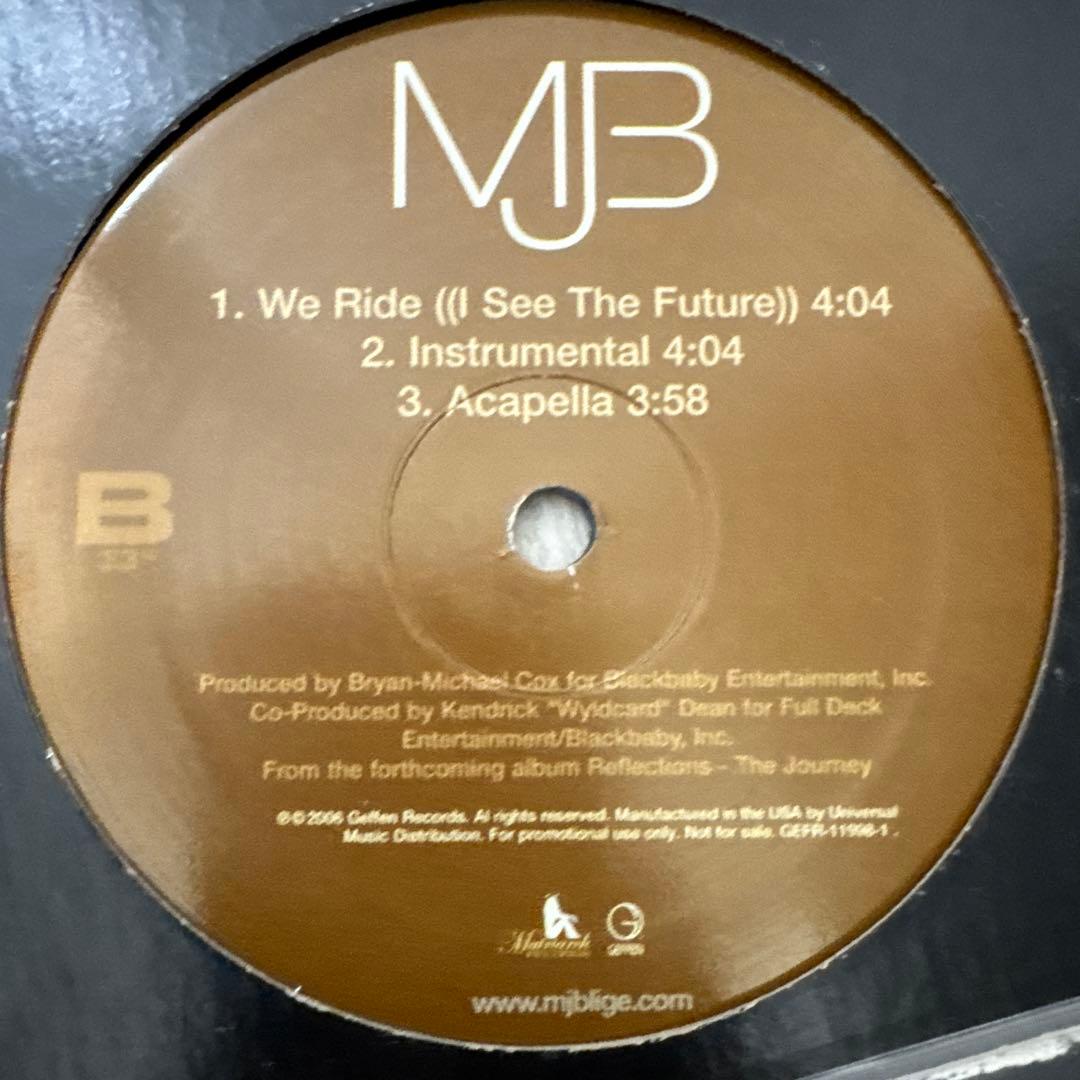 MJB
1. We Ride ((I See The Future)) 4:04
2. Instrumental 4:04
3. Acapella 3:58
B
Produced by Bryan-Michael Cox for Blackbaby Entertainment, Inc.
Co-Produced by Kendrick "Wyldcard" Dean for Full Deck
Entertainment/Blackbaby, Inc.
From the forthcoming album Reflections - The Journey
℗© 2006 Geffen Records. All rights reserved. Manufactured in the USA by Universal
Music Distribution. For promotional use only. Not for sale.
Matriarch
GEFFEN
www.mjblige.com